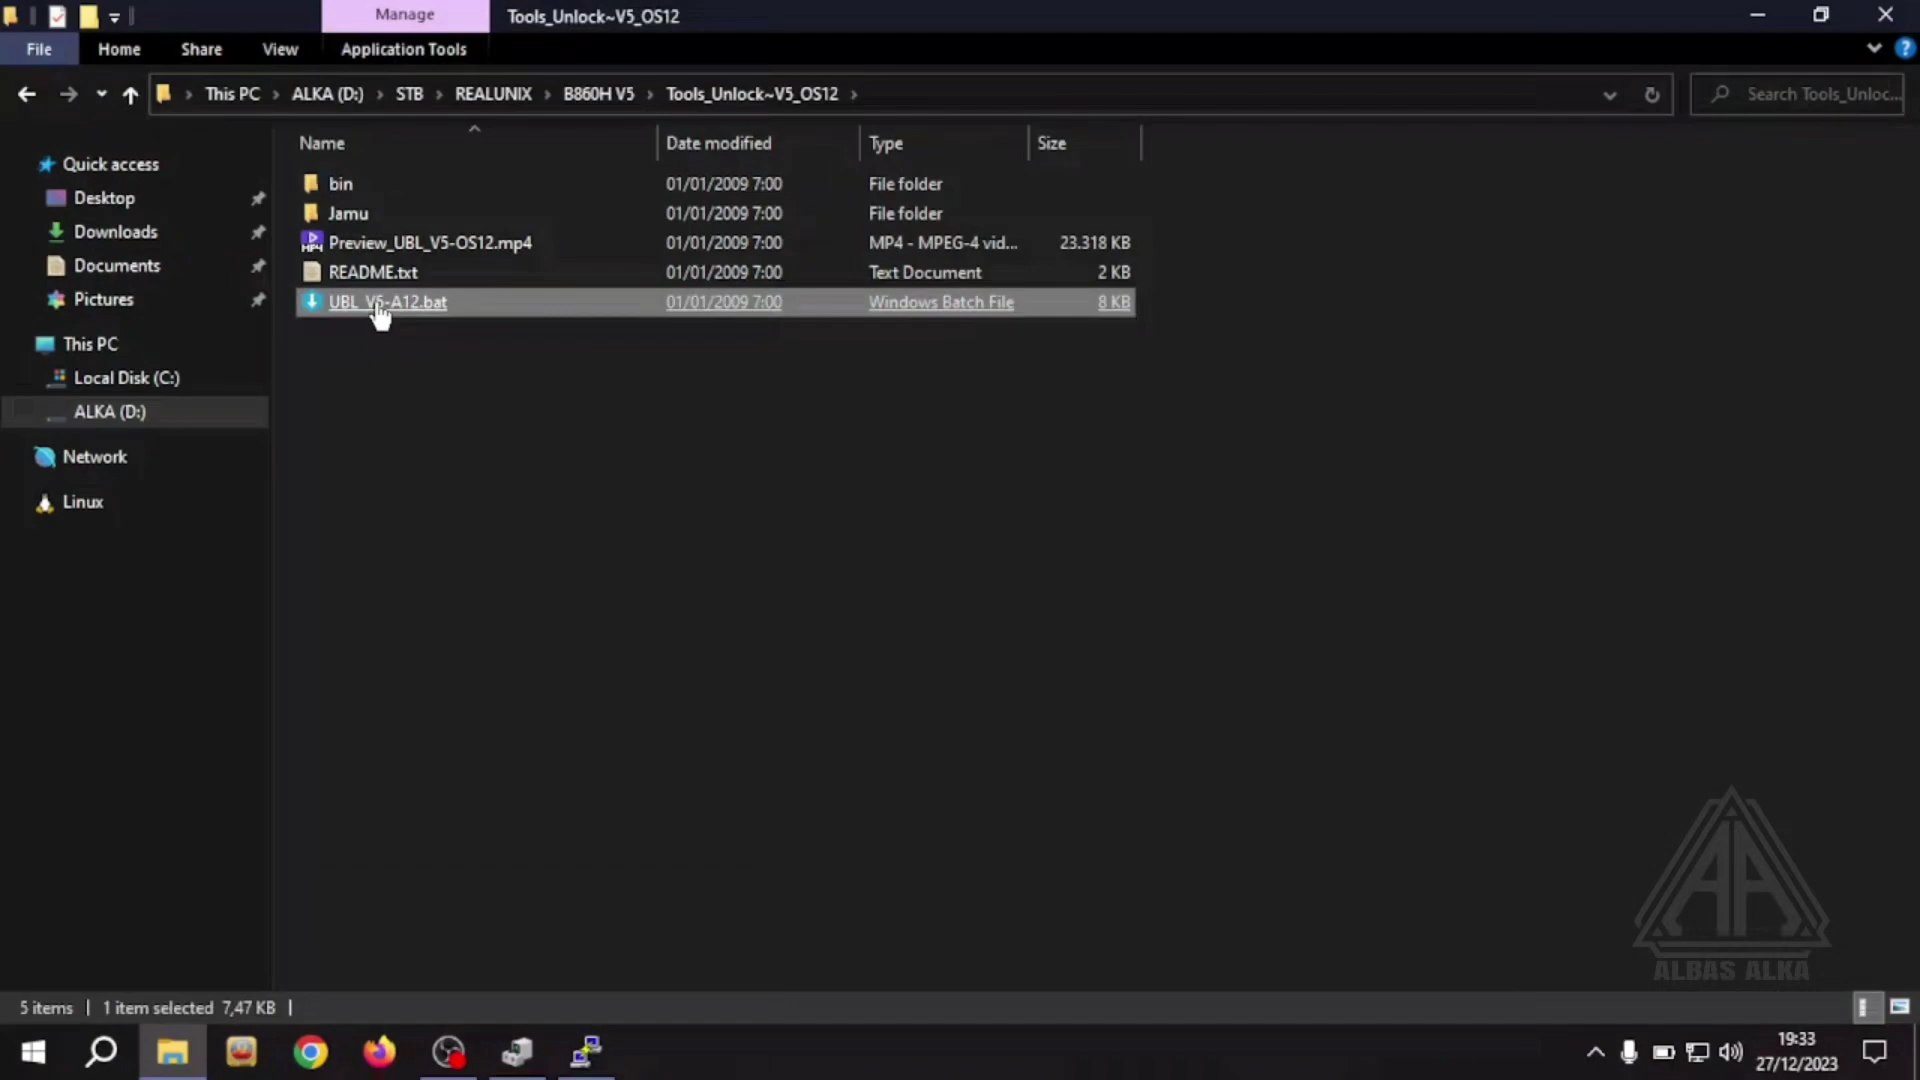 Manage
Tools_Unlock~V5_OS12
File Home Share View Application Tools
This PC ALKA (D:) STB REALUNIX B860H V5 Tools_Unlock~V5_OS12
Search Tools_Unloc...
Name Date modified Type Size
bin 01/01/2009 7:00 File folder
Jamu 01/01/2009 7:00 File folder
MP4
Preview_UBL_V5-OS12.mp4 01/01/2009 7:00 MP4 - MPEG-4 vid... 23.318 KB
README.txt 01/01/2009 7:00 Text Document 2 KB
UBL_V5-A12.bat 01/01/2009 7:00 Windows Batch File 8 KB
Quick access
Desktop
Downloads
Documents
Pictures
This PC
Local Disk (C:)
ALKA (D:)
Network
Linux
ALBAS ALKA
5 items 1 item selected 7,47 KB
19:33
27/12/2023